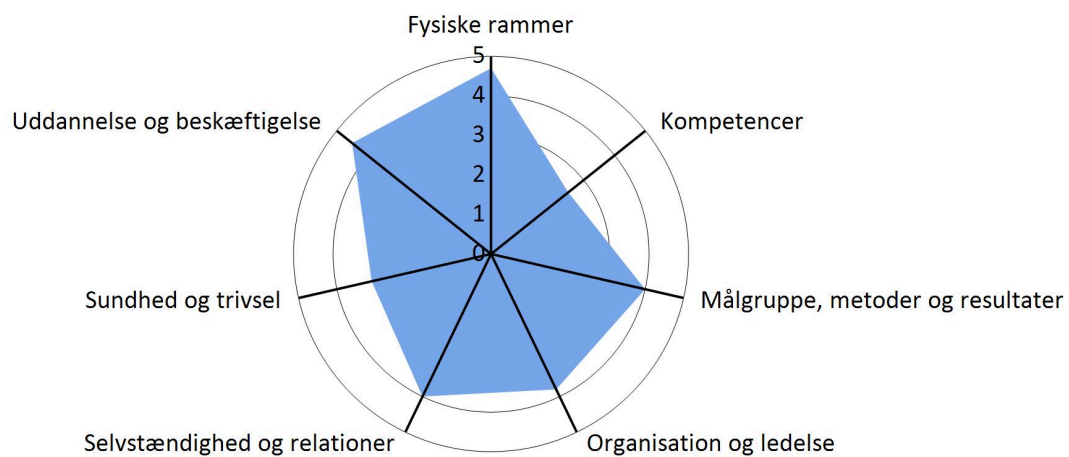 Fysiske rammer
5
4
3
2
1
0
Kompetencer
Målgruppe, metoder og resultater
Organisation og ledelse
Selvstændighed og relationer
Sundhed og trivsel
Uddannelse og beskæftigelse